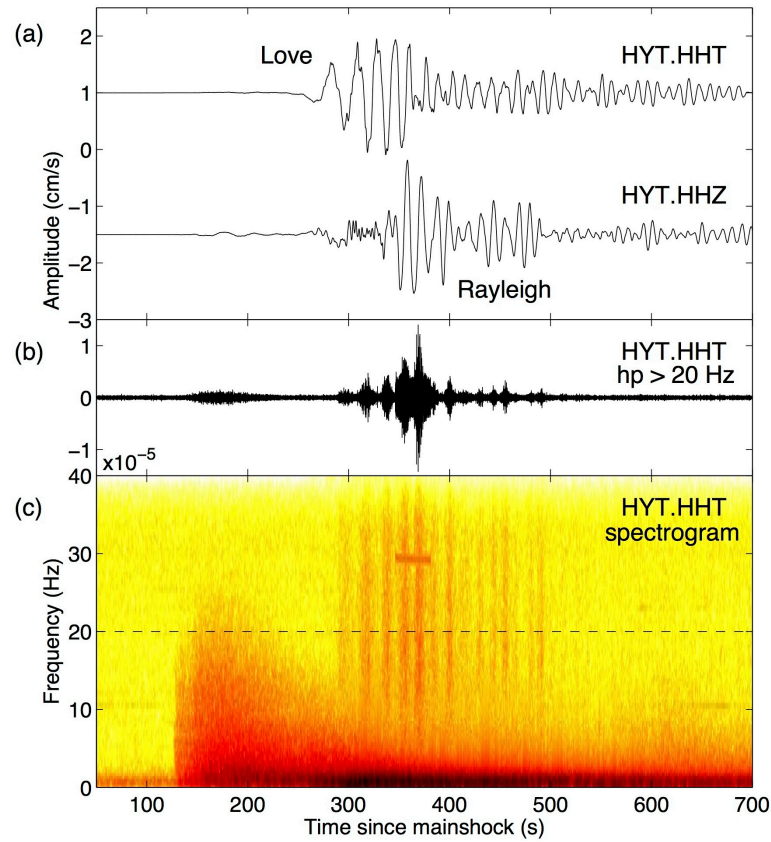 (a)
2
1
0
−1
−2
−3
Amplitude (cm/s)
Love
HYT.HHT
HYT.HHZ
Rayleigh
(b)
1
0
−1
x10⁻⁵
HYT.HHT
hp > 20 Hz
(c)
40
30
20
10
0
Frequency (Hz)
HYT.HHT
spectrogram
100 200 300 400 500 600 700
Time since mainshock (s)